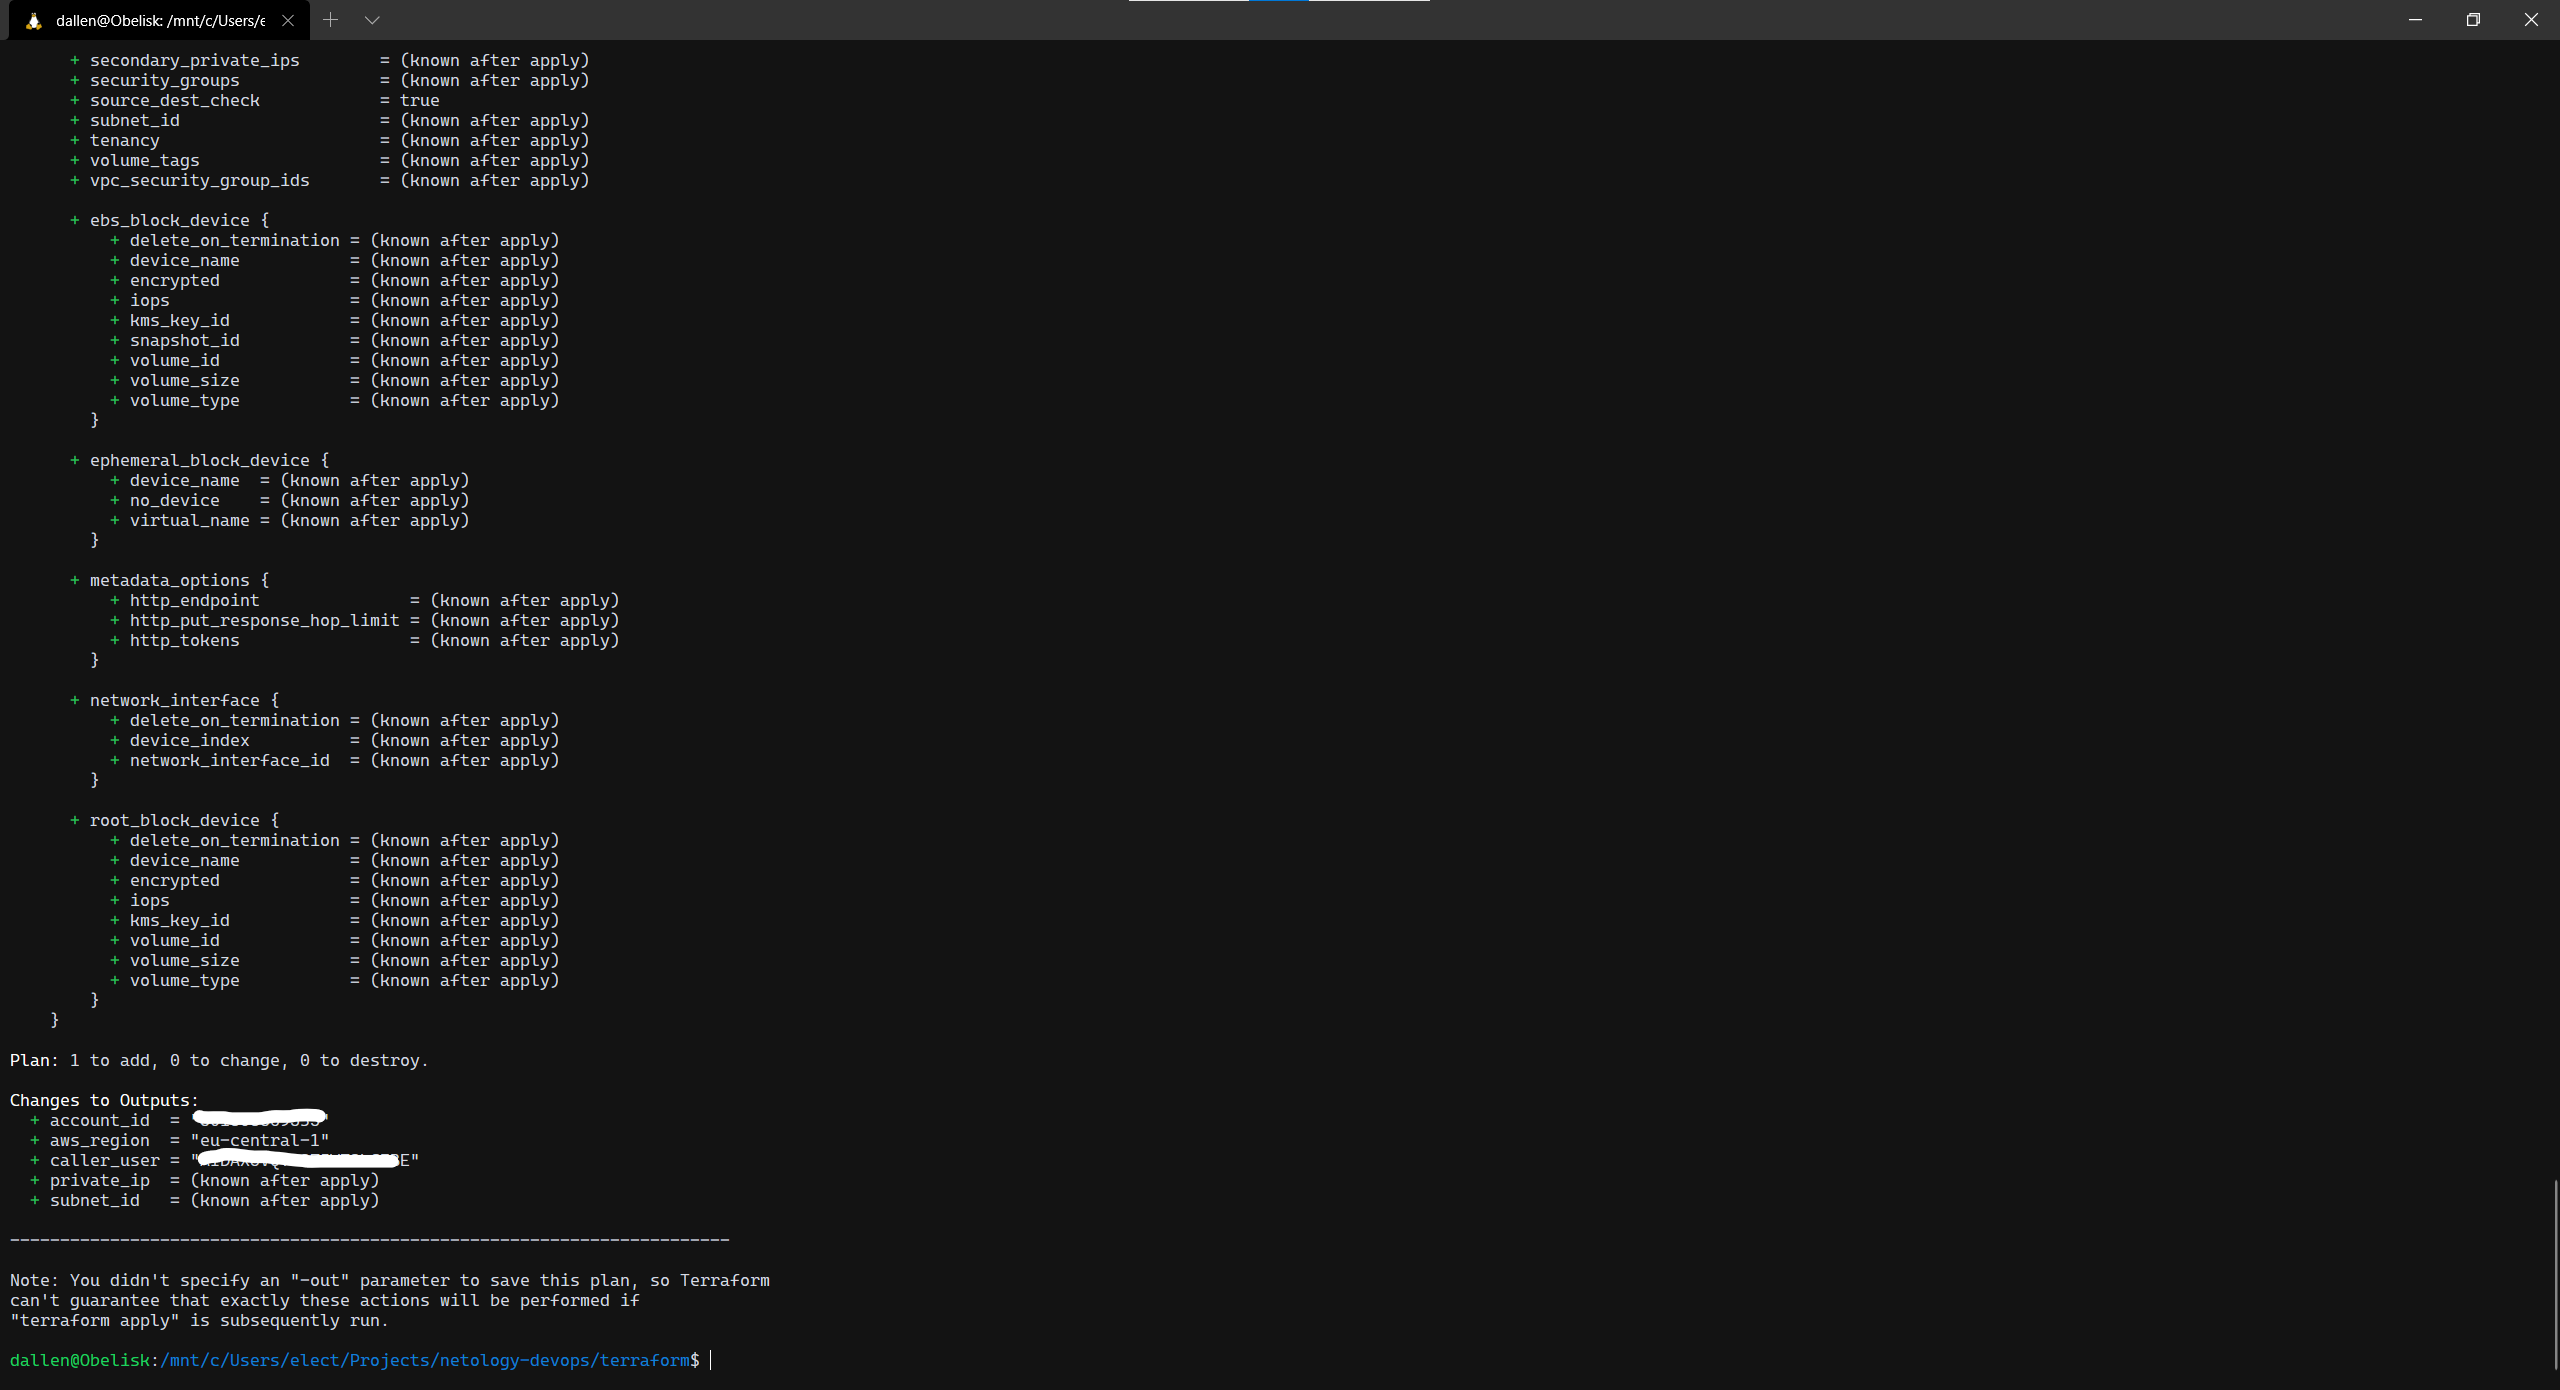 dallen@Obelisk: /mnt/c/Users/e
+ secondary_private_ips = (known after apply)
+ security_groups = (known after apply)
+ source_dest_check = true
+ subnet_id = (known after apply)
+ tenancy = (known after apply)
+ volume_tags = (known after apply)
+ vpc_security_group_ids = (known after apply)
+ ebs_block_device {
+ delete_on_termination = (known after apply)
+ device_name = (known after apply)
+ encrypted = (known after apply)
+ iops = (known after apply)
+ kms_key_id = (known after apply)
+ snapshot_id = (known after apply)
+ volume_id = (known after apply)
+ volume_size = (known after apply)
+ volume_type = (known after apply)
}
+ ephemeral_block_device {
+ device_name = (known after apply)
+ no_device = (known after apply)
+ virtual_name = (known after apply)
}
+ metadata_options {
+ http_endpoint = (known after apply)
+ http_put_response_hop_limit = (known after apply)
+ http_tokens = (known after apply)
}
+ network_interface {
+ delete_on_termination = (known after apply)
+ device_index = (known after apply)
+ network_interface_id = (known after apply)
}
+ root_block_device {
+ delete_on_termination = (known after apply)
+ device_name = (known after apply)
+ encrypted = (known after apply)
+ iops = (known after apply)
+ kms_key_id = (known after apply)
+ volume_id = (known after apply)
+ volume_size = (known after apply)
+ volume_type = (known after apply)
}
}
Plan: 1 to add, 0 to change, 0 to destroy.
Changes to Outputs:
+ account_id =
+ aws_region = "eu-central-1"
+ caller_user =
+ private_ip = (known after apply)
+ subnet_id = (known after apply)
------------------------------------------------------------------------
Note: You didn't specify an "-out" parameter to save this plan, so Terraform
can't guarantee that exactly these actions will be performed if
"terraform apply" is subsequently run.
dallen@Obelisk:/mnt/c/Users/elect/Projects/netology-devops/terraform$